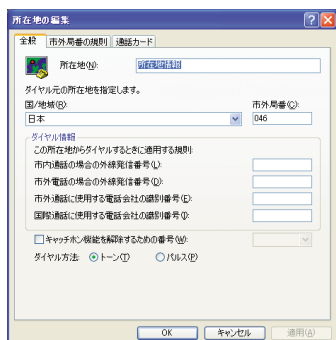 所在地の編集
全般 市外局番の規則 通話カード
所在地(N): 所在地情報
ダイヤル元の所在地を指定します。
国/地域(R): 市外局番(C):
日本 046
ダイヤル情報
この所在地からダイヤルするときに適用する規則:
市内通話の場合の外線発信番号(L):
市外電話の場合の外線発信番号(D):
市外通話に使用する電話会社の識別番号(E):
国際通話に使用する電話会社の識別番号(I):
キャッチホン機能を解除するための番号(W):
ダイヤル方法: トーン(T) パルス(P)
OK キャンセル 適用(A)